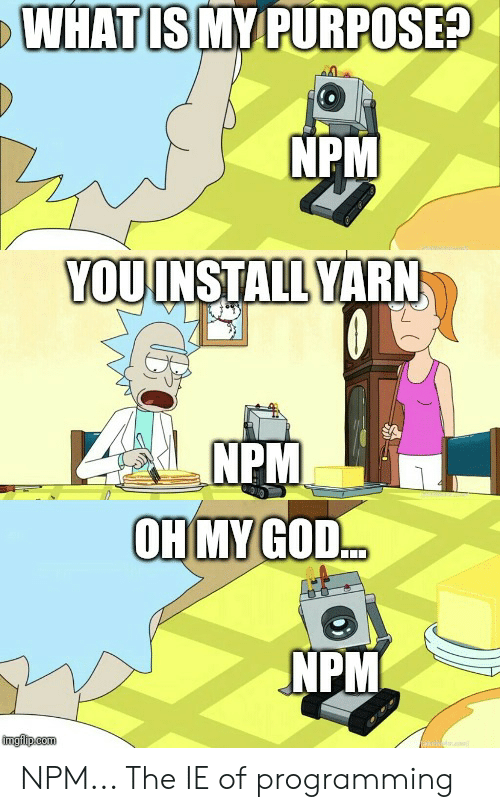 WHAT IS MY PURPOSE?
NPM
YOU INSTALL YARN
NPM
OH MY GOD...
NPM
imgflip.com
NPM... The IE of programming